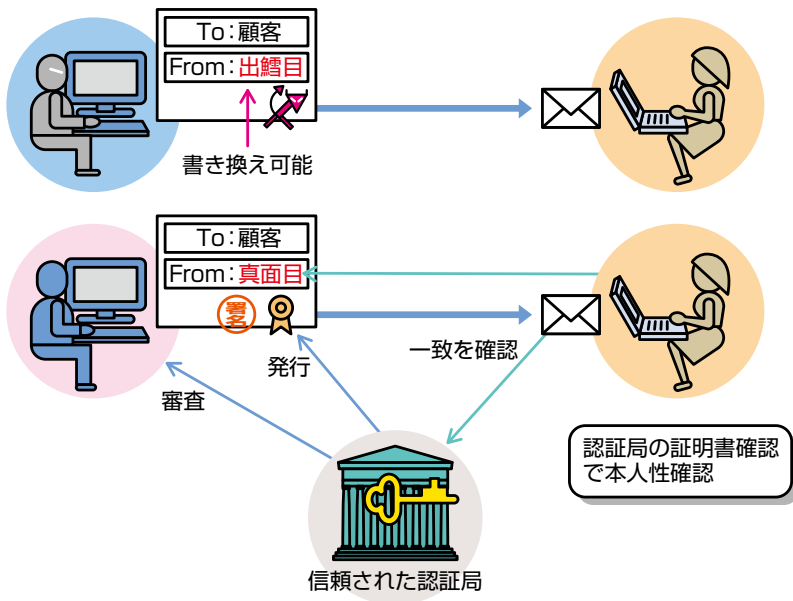 To:顧客
From:出鱈目
書き換え可能
To:顧客
From:真面目
署名
発行
一致を確認
審査
認証局の証明書確認
で本人性確認
信頼された認証局